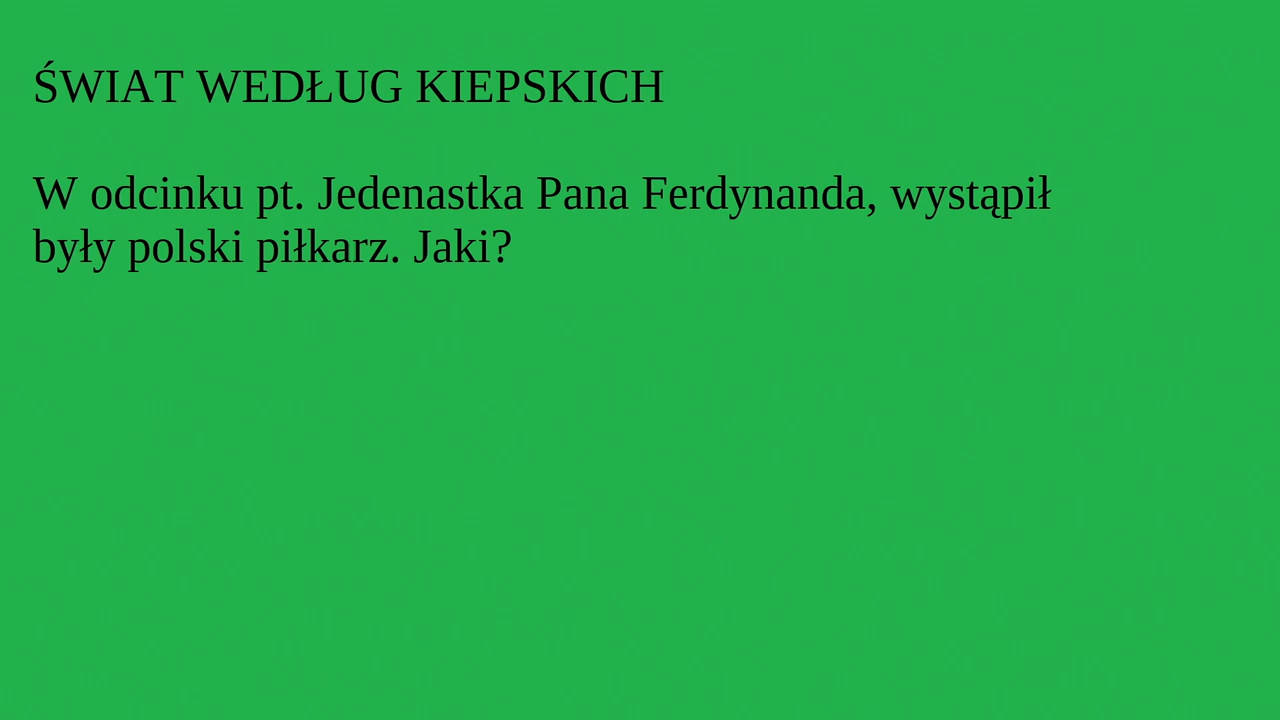 ŚWIAT WEDŁUG KIEPSKICH
W odcinku pt. Jedenastka Pana Ferdynanda, wystąpił
były polski piłkarz. Jaki?